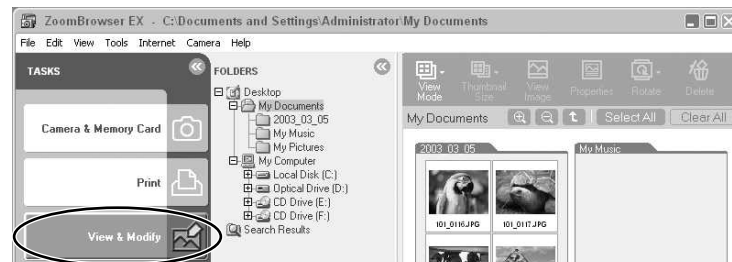 ZoomBrowser EX - C:\Documents and Settings\Administrator\My Documents
File Edit View Tools Internet Camera Help
TASKS
Camera & Memory Card
Print
View & Modify
FOLDERS
Desktop
My Documents
2003_03_05
My Music
My Pictures
My Computer
Local Disk (C:)
Optical Drive (D:)
CD Drive (E:)
CD Drive (F:)
Search Results
View Mode Thumbnail Size View Image Properties Rotate Delete
My Documents Select All Clear All
2003_03_05 My Music
101_0116.JPG 101_0117.JPG